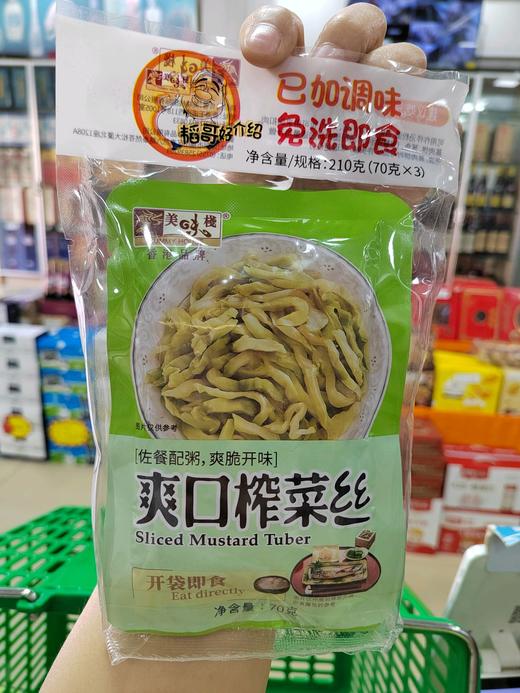 已加调味
免洗即食
韬哥好介绍
净含量/规格:210克(70克×3)
美味栈®
香港品牌
图片仅供参考
[佐餐配粥,爽脆开味]
爽口榨菜丝
Sliced Mustard Tuber
开袋即食
Eat directly
净含量:70克